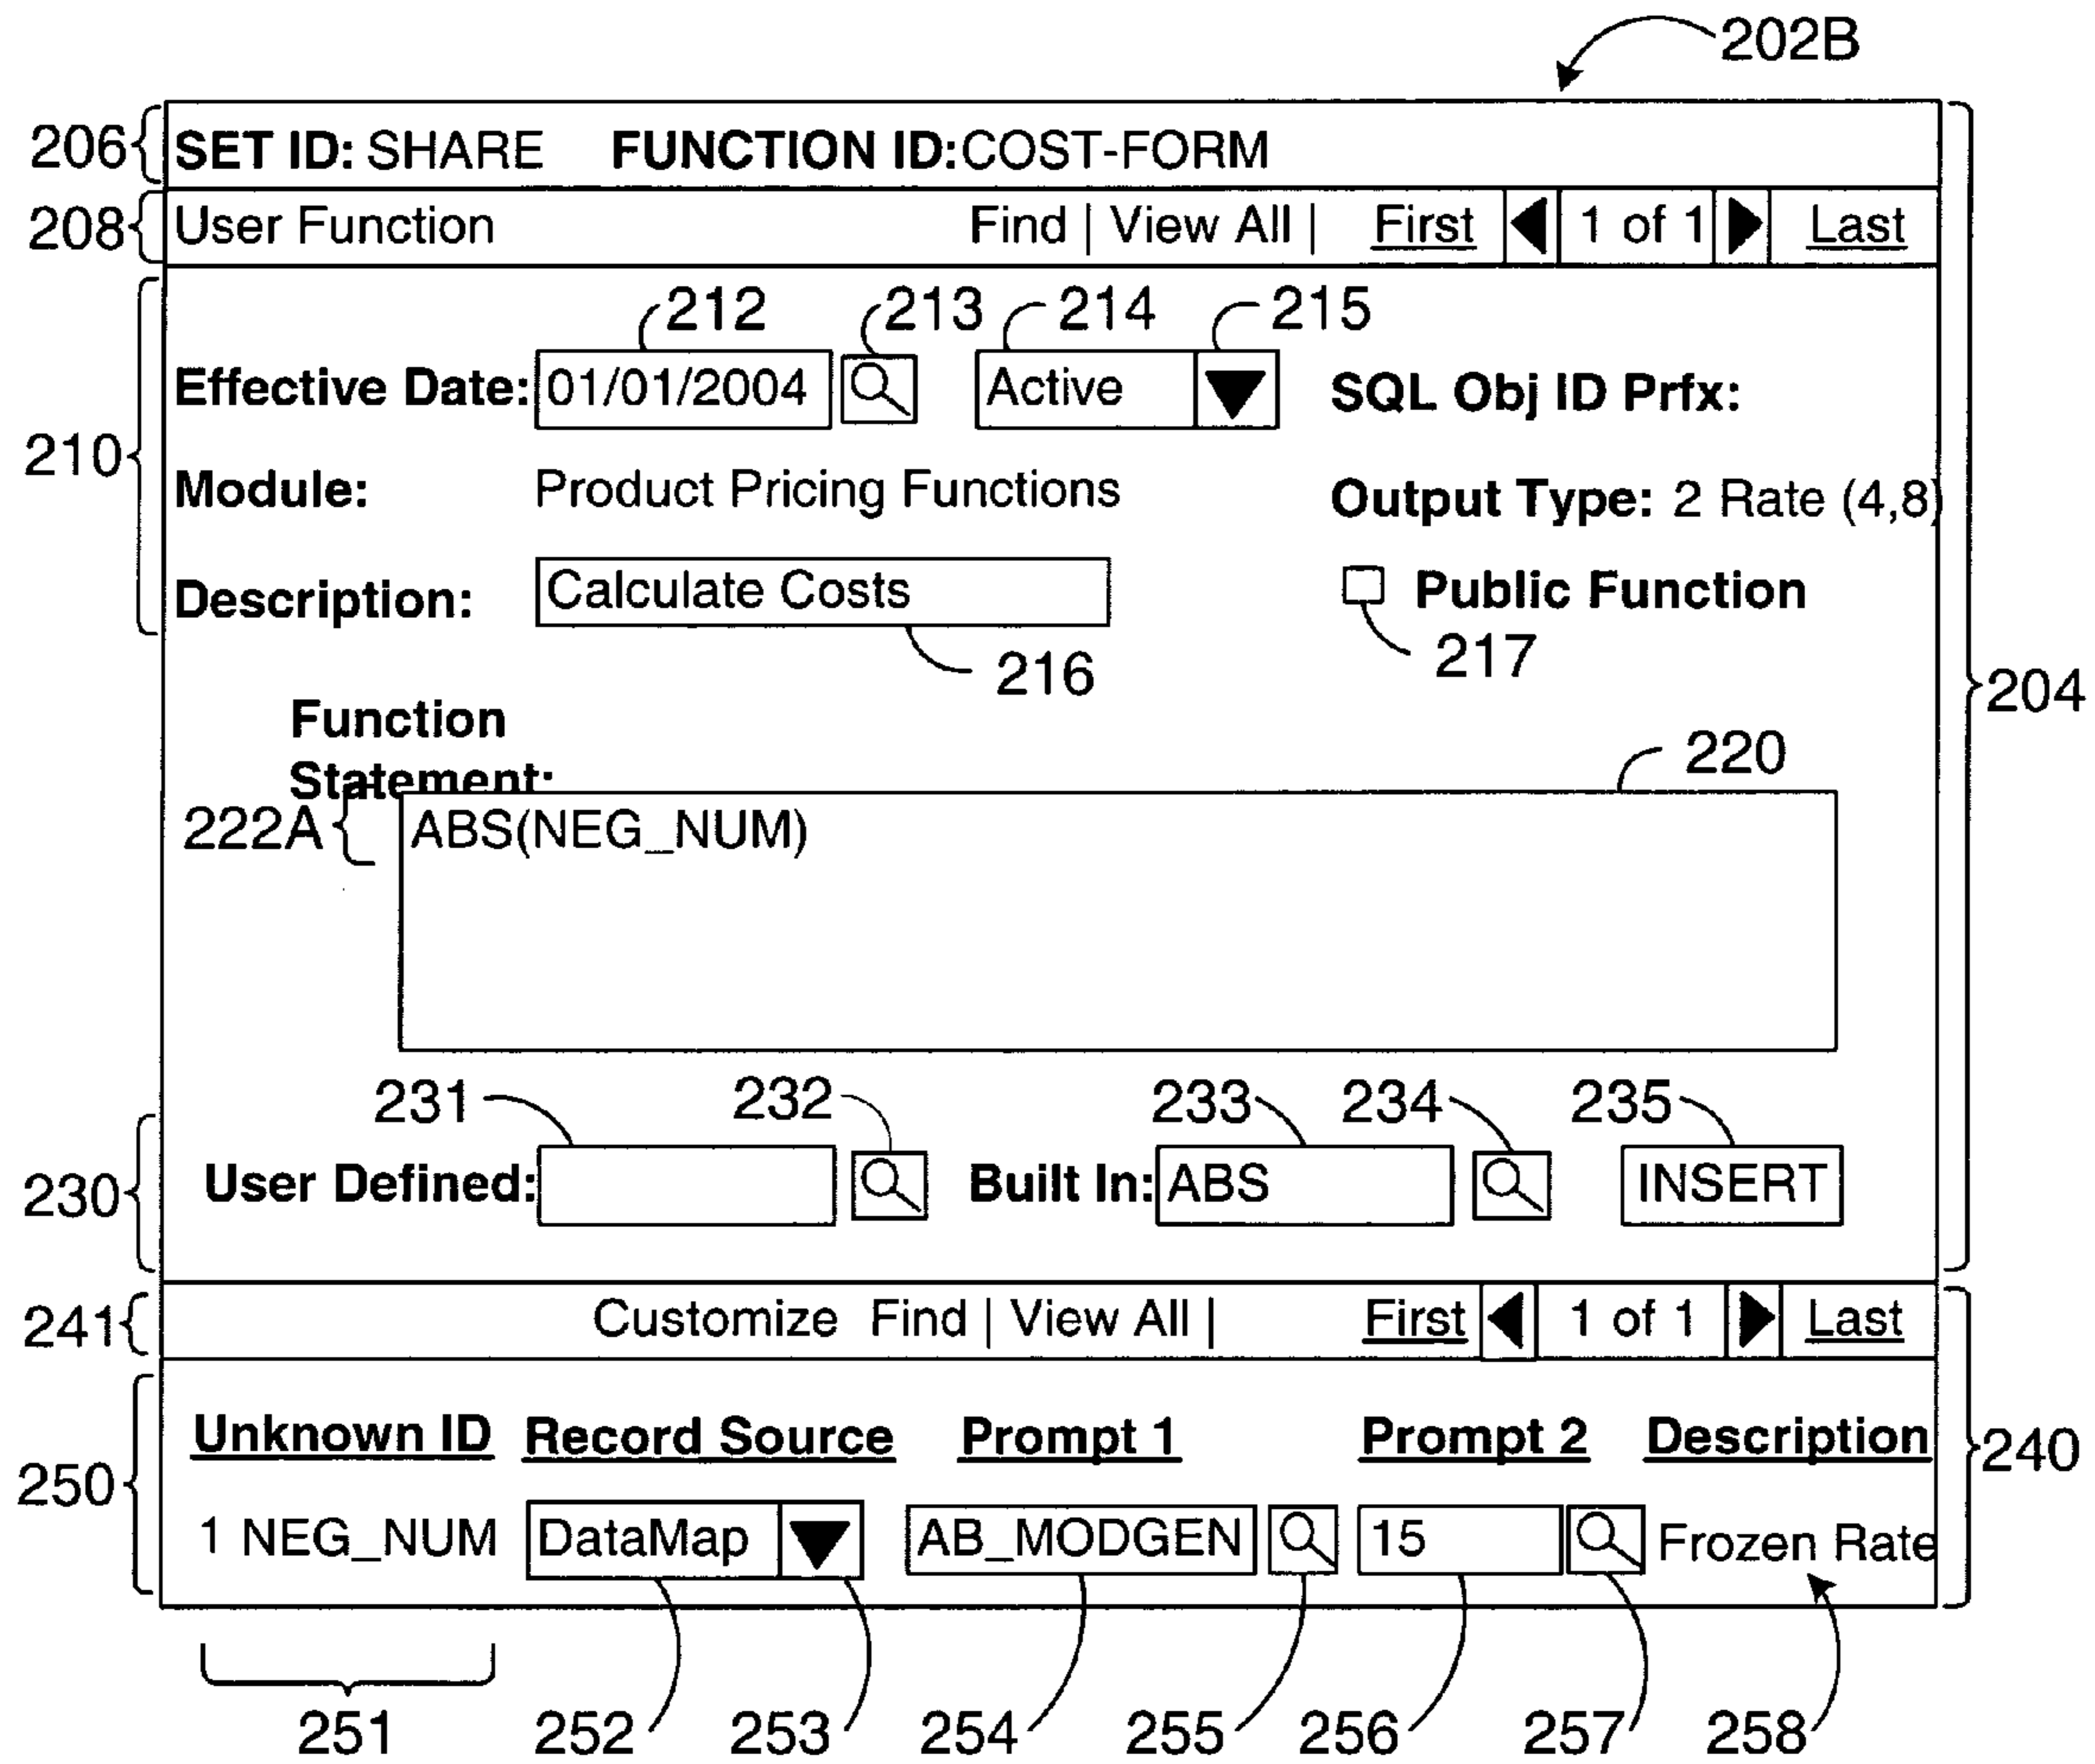 202B
206 SET ID: SHARE FUNCTION ID:COST-FORM
208 User Function Find | View All | First 1 of 1 Last
212 213 214 215
Effective Date: 01/01/2004 Active SQL Obj ID Prfx:
210
Module: Product Pricing Functions Output Type: 2 Rate (4,8)
Description: Calculate Costs Public Function
216 217
204
Function
Statement:
220
222A ABS(NEG_NUM)
231 232 233 234 235
230 User Defined: Built In: ABS INSERT
241 Customize Find | View All | First 1 of 1 Last
Unknown ID Record Source Prompt 1 Prompt 2 Description
250 240
1 NEG_NUM DataMap AB_MODGEN 15 Frozen Rate
251 252 253 254 255 256 257 258